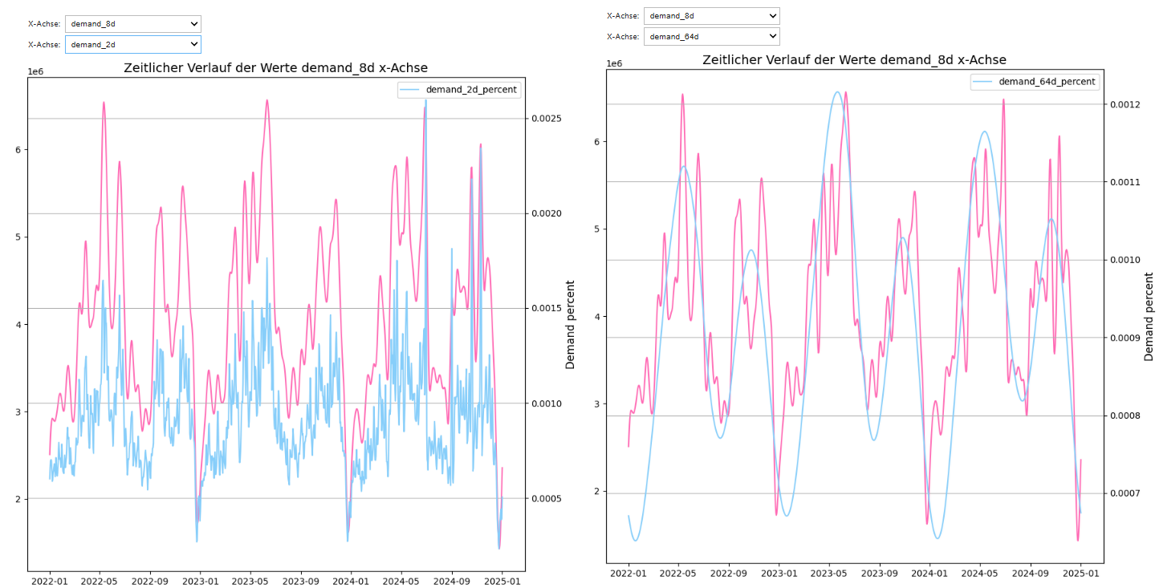 X-Achse: demand_8d
X-Achse: demand_2d
Zeitlicher Verlauf der Werte demand_8d x-Achse
1e6
demand_2d_percent
6
5
4
3
2
0.0025
0.0020
0.0015
0.0010
0.0005
Demand percent
2022-01 2022-05 2022-09 2023-01 2023-05 2023-09 2024-01 2024-05 2024-09 2025-01
X-Achse: demand_8d
X-Achse: demand_64d
Zeitlicher Verlauf der Werte demand_8d x-Achse
1e6
demand_64d_percent
6
5
4
3
2
0.0012
0.0011
0.0010
0.0009
0.0008
0.0007
Demand percent
2022-01 2022-05 2022-09 2023-01 2023-05 2023-09 2024-01 2024-05 2024-09 2025-01